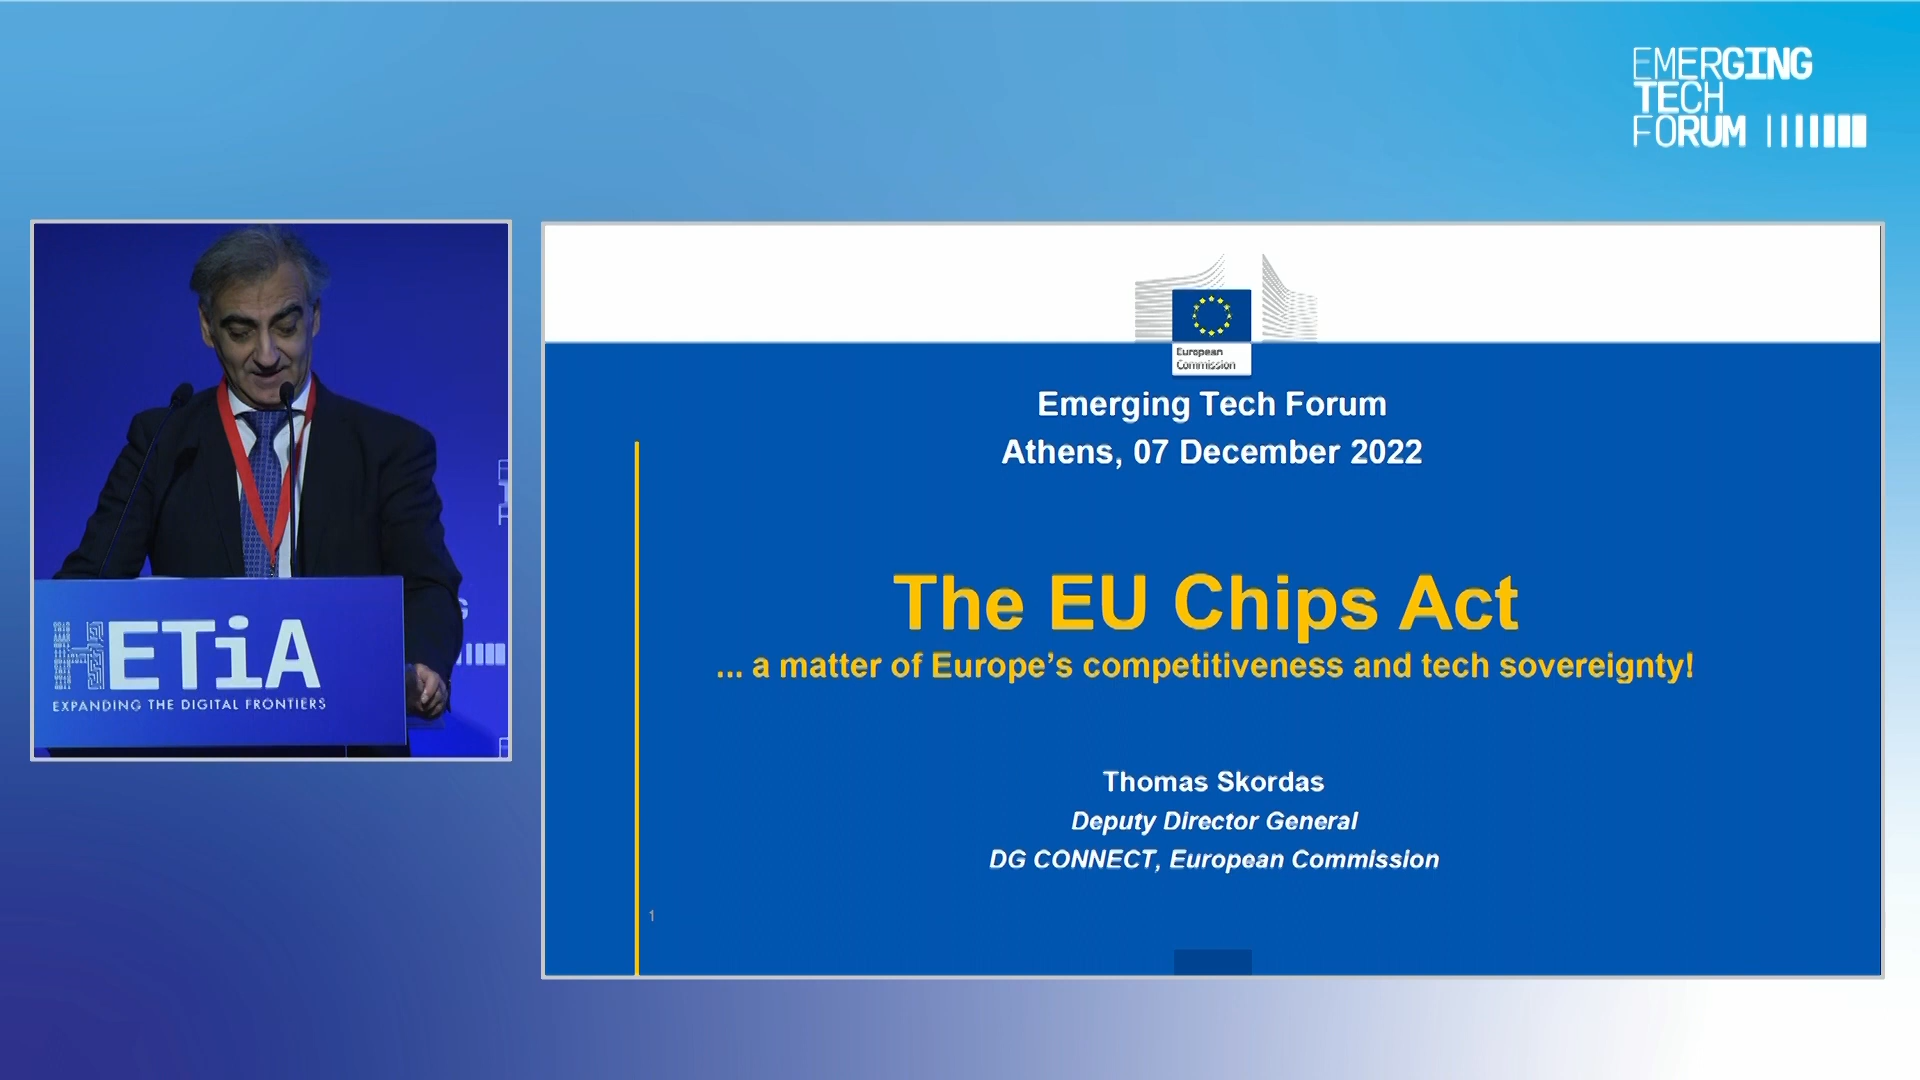 EMERGING
TECH
FORUM
HETiA
EXPANDING THE DIGITAL FRONTIERS
European
Commission
Emerging Tech Forum
Athens, 07 December 2022
The EU Chips Act
... a matter of Europe’s competitiveness and tech sovereignty!
Thomas Skordas
Deputy Director General
DG CONNECT, European Commission
1